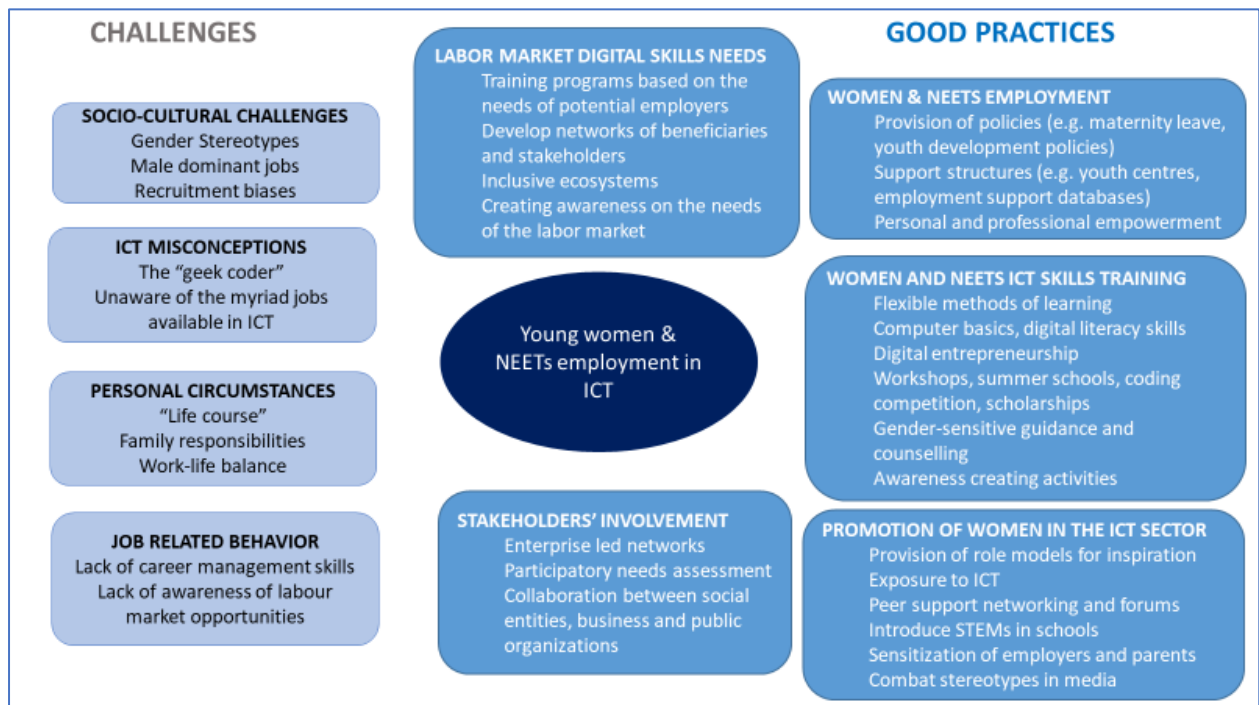 CHALLENGES
SOCIO-CULTURAL CHALLENGES
Gender Stereotypes
Male dominant jobs
Recruitment biases
ICT MISCONCEPTIONS
The “geek coder”
Unaware of the myriad jobs
available in ICT
PERSONAL CIRCUMSTANCES
“Life course”
Family responsibilities
Work-life balance
JOB RELATED BEHAVIOR
Lack of career management skills
Lack of awareness of labour
market opportunities
LABOR MARKET DIGITAL SKILLS NEEDS
Training programs based on the
needs of potential employers
Develop networks of beneficiaries
and stakeholders
Inclusive ecosystems
Creating awareness on the needs
of the labor market
Young women &
NEETs employment in
ICT
STAKEHOLDERS’ INVOLVEMENT
Enterprise led networks
Participatory needs assessment
Collaboration between social
entities, business and public
organizations
GOOD PRACTICES
WOMEN & NEETS EMPLOYMENT
Provision of policies (e.g. maternity leave,
youth development policies)
Support structures (e.g. youth centres,
employment support databases)
Personal and professional empowerment
WOMEN AND NEETS ICT SKILLS TRAINING
Flexible methods of learning
Computer basics, digital literacy skills
Digital entrepreneurship
Workshops, summer schools, coding
competition, scholarships
Gender-sensitive guidance and
counselling
Awareness creating activities
PROMOTION OF WOMEN IN THE ICT SECTOR
Provision of role models for inspiration
Exposure to ICT
Peer support networking and forums
Introduce STEMs in schools
Sensitization of employers and parents
Combat stereotypes in media